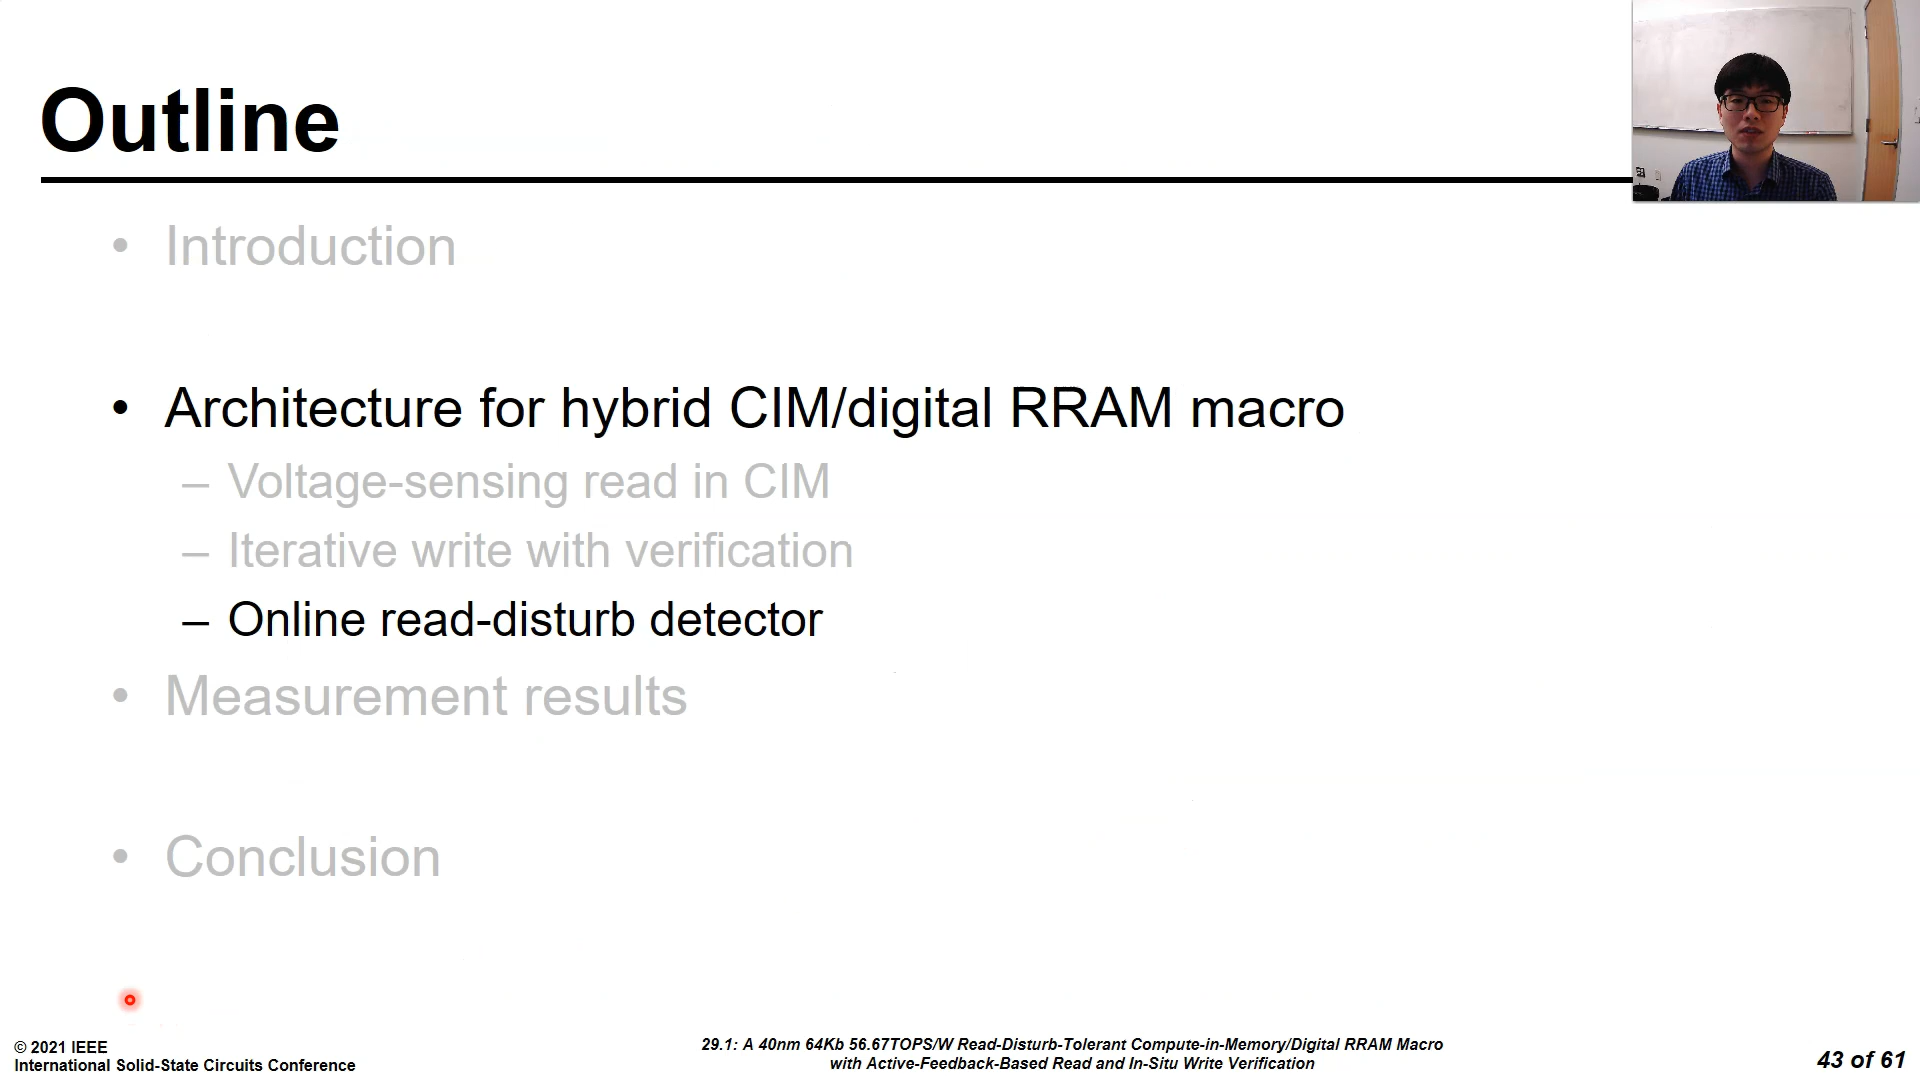 Outline
• Introduction
• Architecture for hybrid CIM/digital RRAM macro
– Voltage-sensing read in CIM
– Iterative write with verification
– Online read-disturb detector
• Measurement results
• Conclusion
© 2021 IEEE
International Solid-State Circuits Conference
29.1: A 40nm 64Kb 56.67TOPS/W Read-Disturb-Tolerant Compute-in-Memory/Digital RRAM Macro
with Active-Feedback-Based Read and In-Situ Write Verification
43 of 61